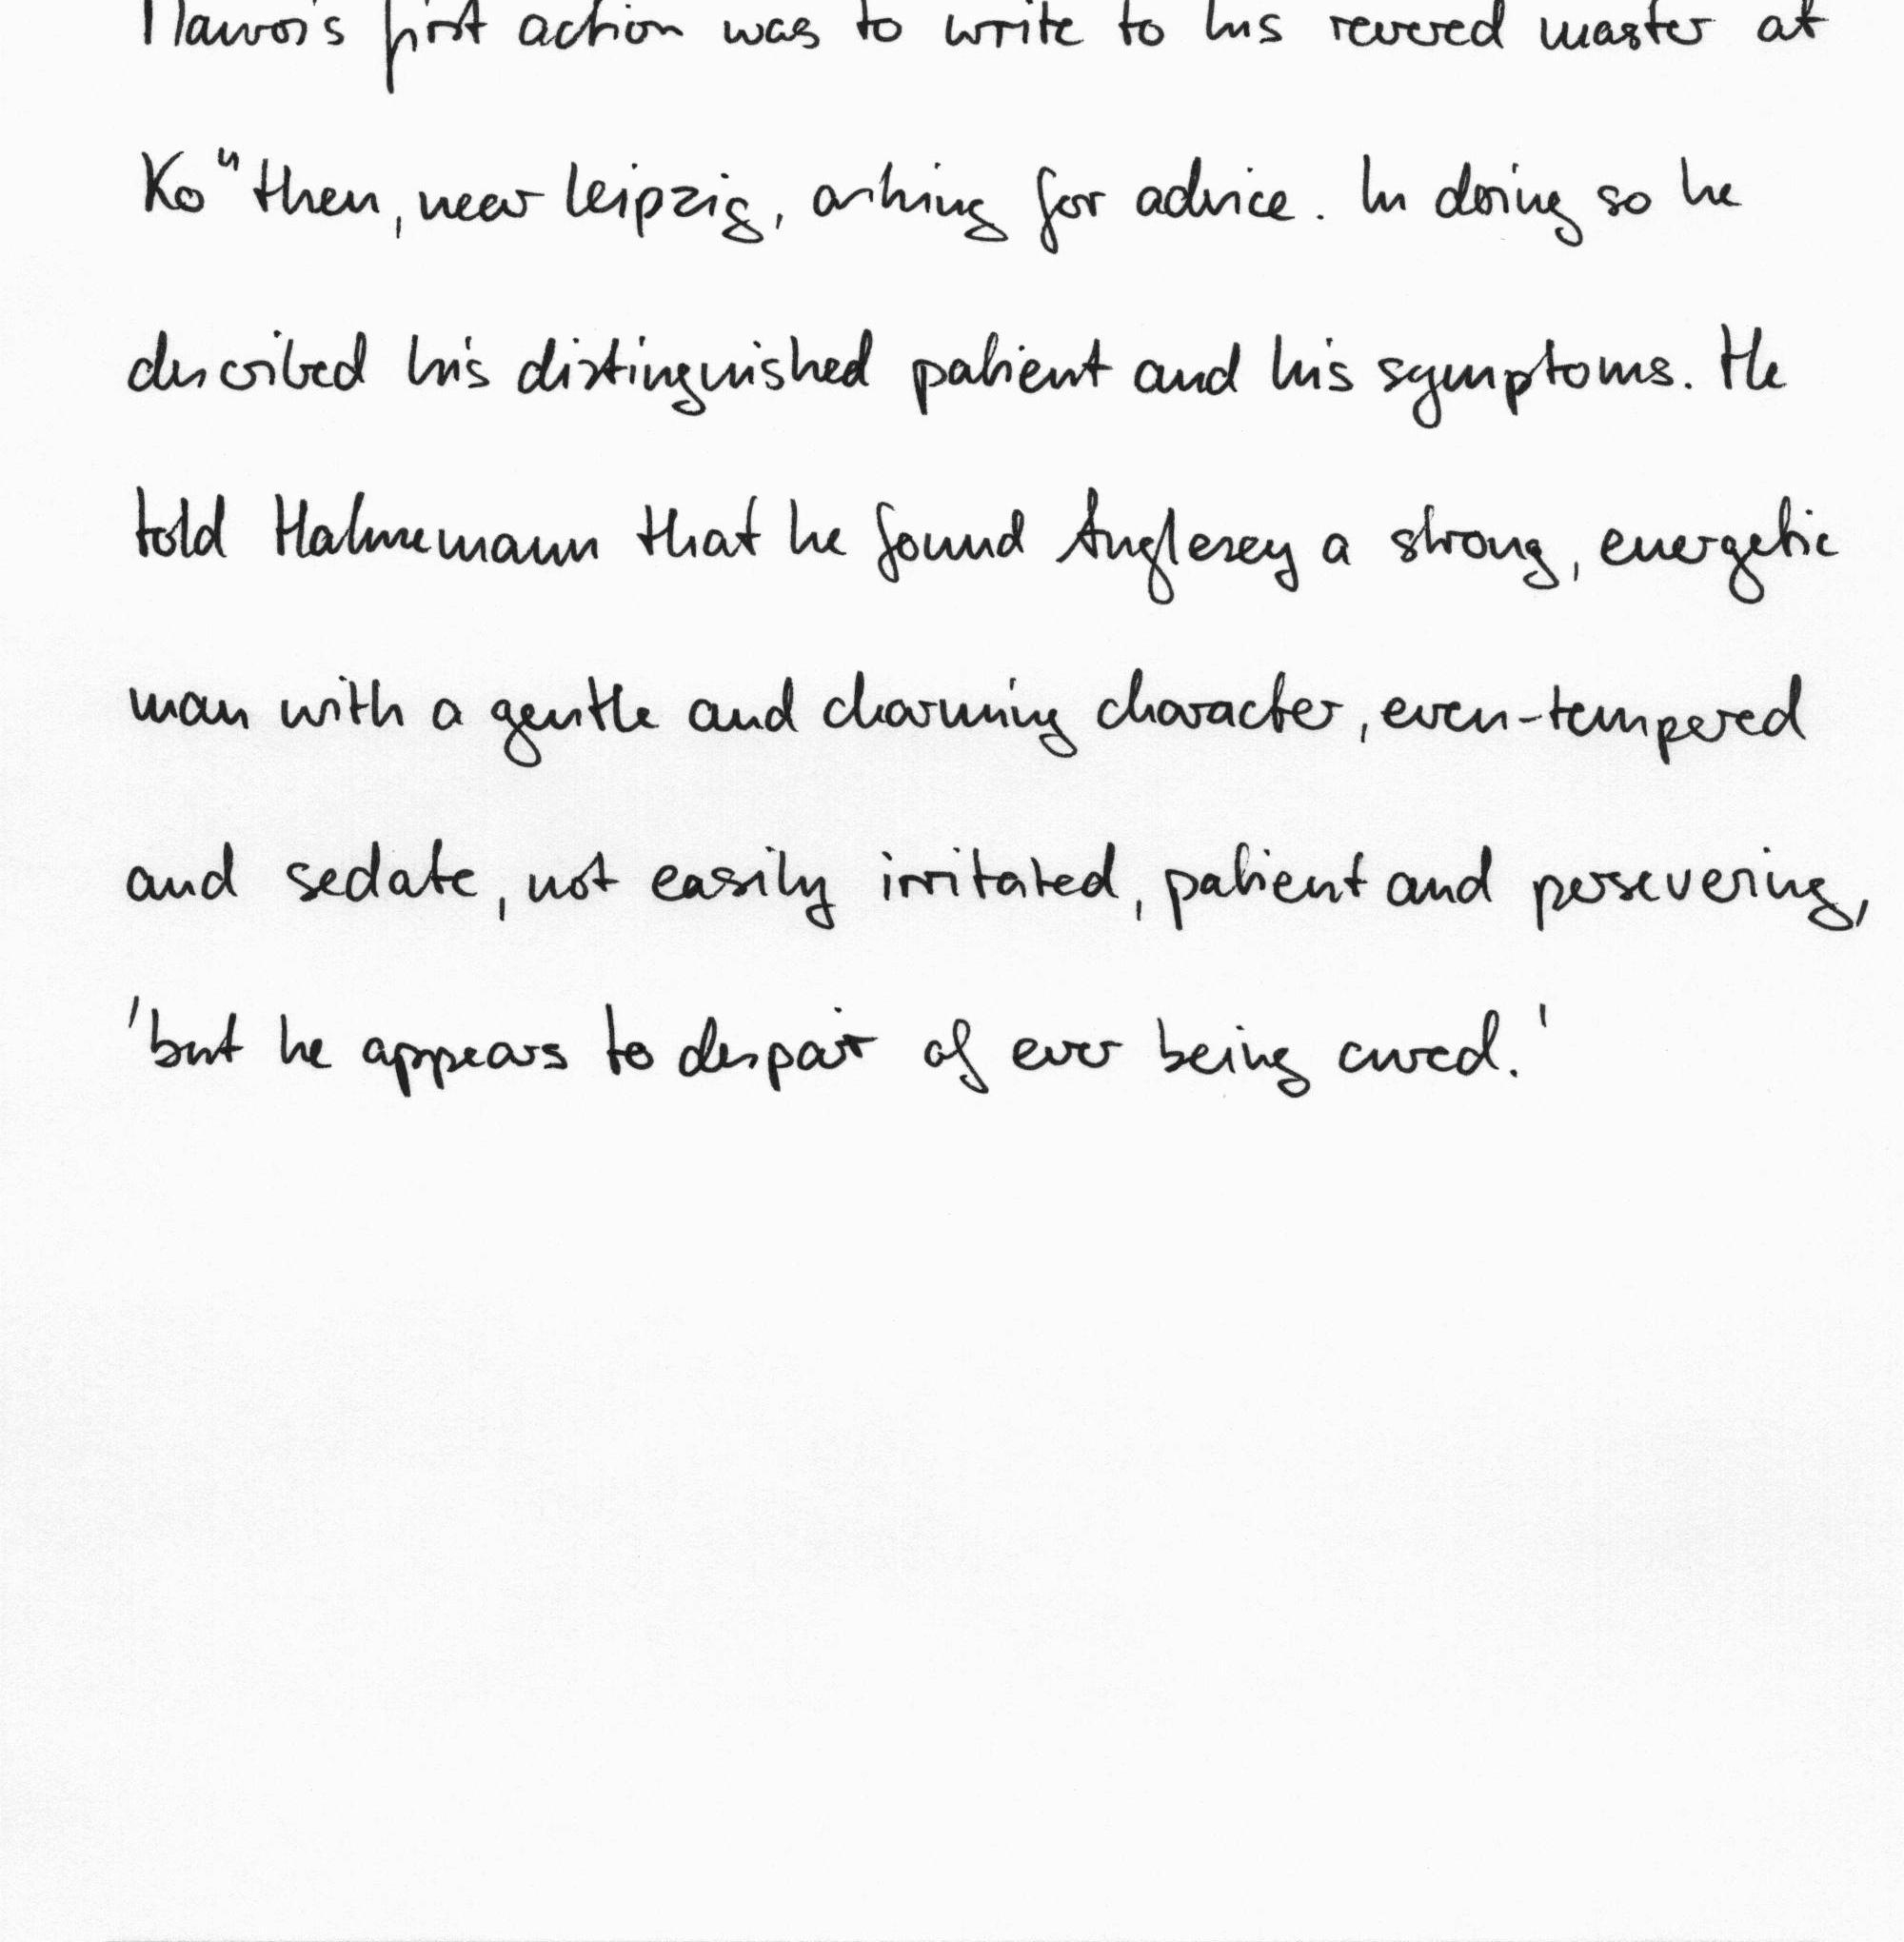 Mauro's first action was to write to his revered master at
Ko"then, near Leipzig, asking for advice. In doing so he
described his distinguished patient and his symptoms. He
told Hahnemann that he found Anglesey a strong, energetic
man with a gentle and charming character, even-tempered
and sedate, not easily irritated, patient and persevering,
'but he appears to despair of ever being cured.'